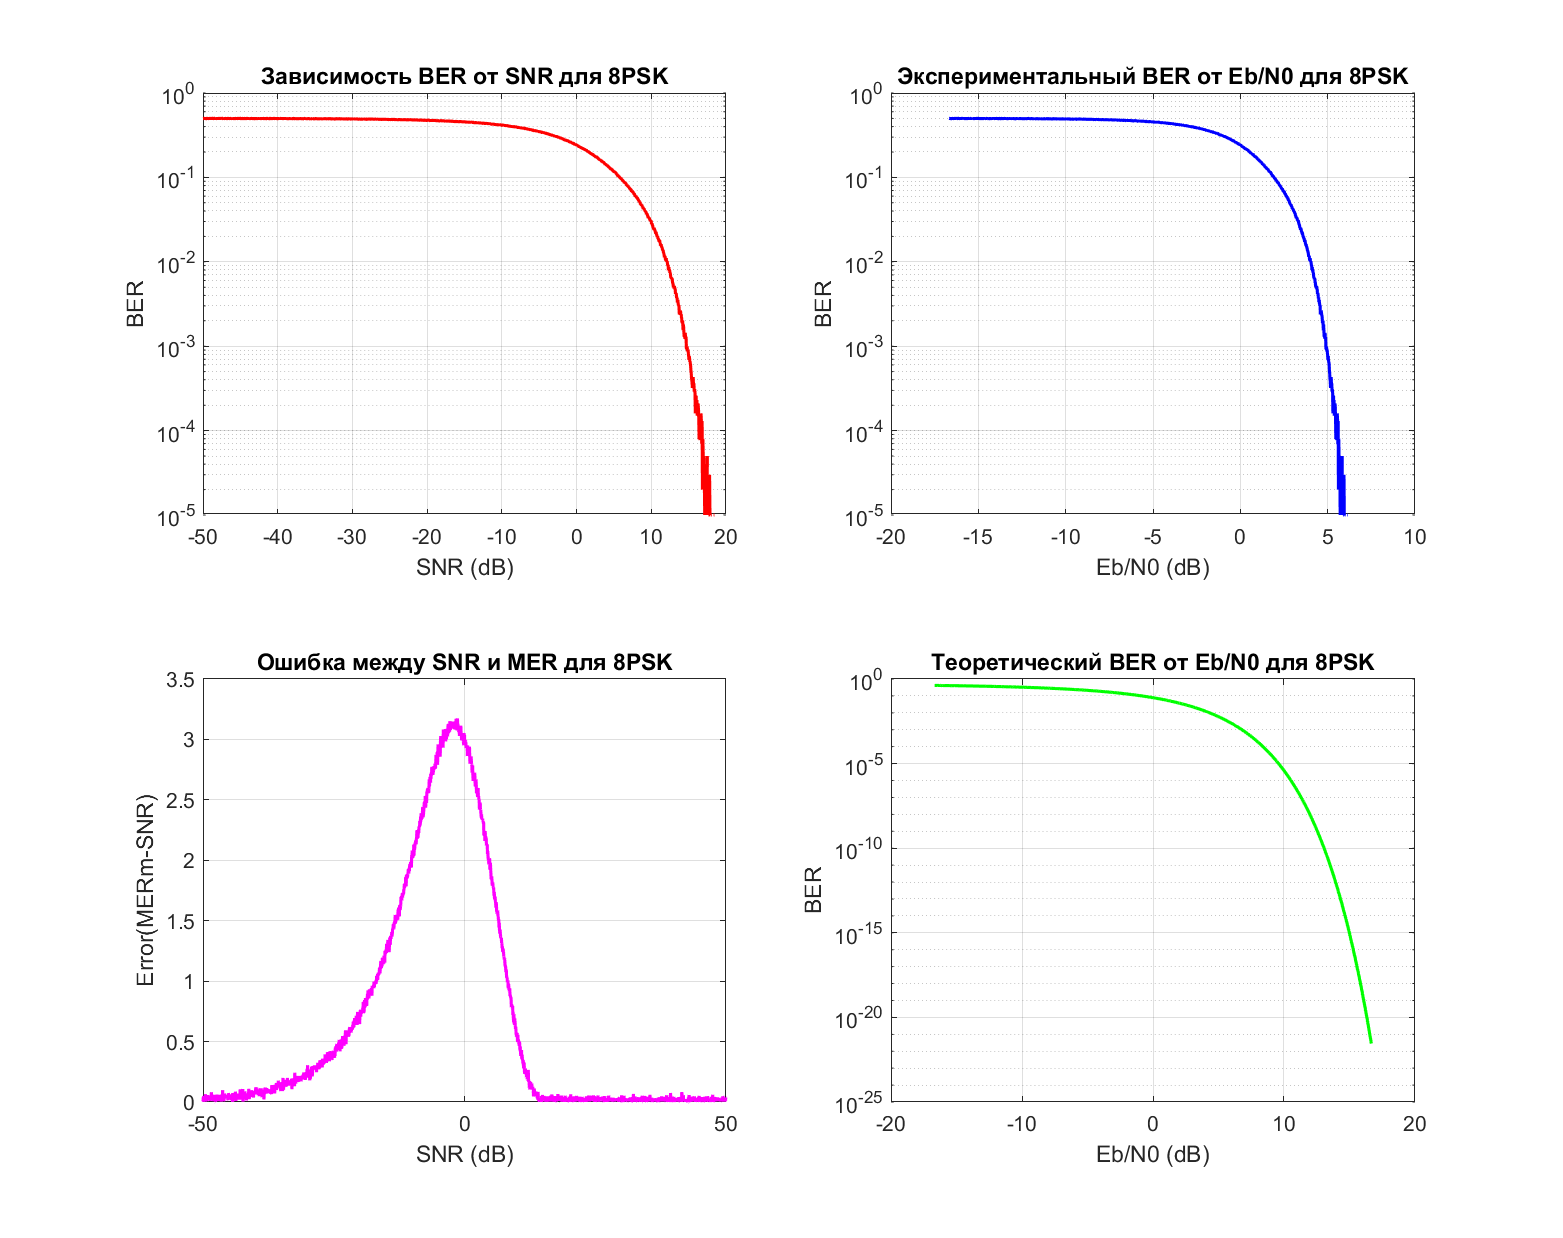 Зависимость BER от SNR для 8PSK
10^0
10^-1
10^-2
10^-3
10^-4
10^-5
BER
-50 -40 -30 -20 -10 0 10 20
SNR (dB)
Экспериментальный BER от Eb/N0 для 8PSK
10^0
10^-1
10^-2
10^-3
10^-4
10^-5
BER
-20 -15 -10 -5 0 5 10
Eb/N0 (dB)
Ошибка между SNR и MER для 8PSK
3.5
3
2.5
2
1.5
1
0.5
0
Error(MERm-SNR)
-50 0 50
SNR (dB)
Теоретический BER от Eb/N0 для 8PSK
10^0
10^-5
10^-10
10^-15
10^-20
10^-25
BER
-20 -10 0 10 20
Eb/N0 (dB)